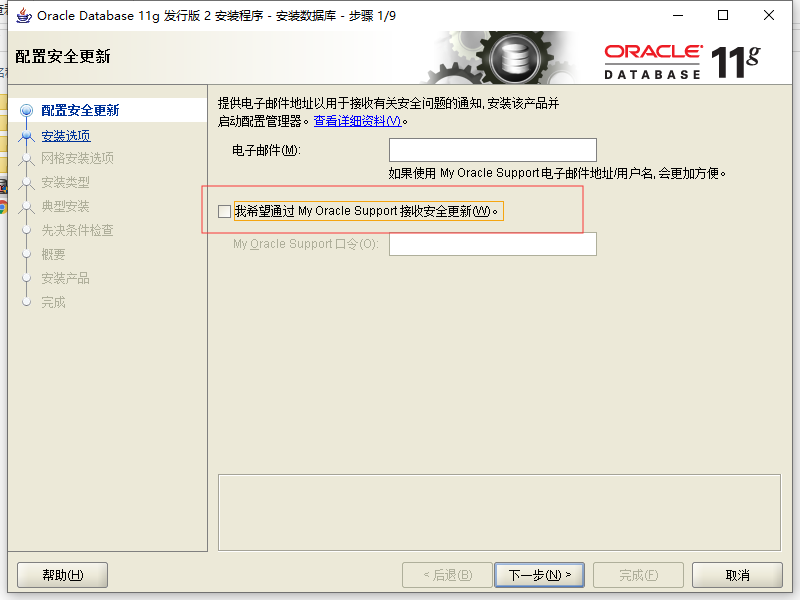 Oracle Database 11g 发行版 2 安装程序 - 安装数据库 - 步骤 1/9
配置安全更新
ORACLE
DATABASE
11g
配置安全更新
安装选项
网格安装选项
安装类型
典型安装
先决条件检查
概要
安装产品
完成
提供电子邮件地址以用于接收有关安全问题的通知, 安装该产品并
启动配置管理器。查看详细资料(V)。
电子邮件(M):
如果使用 My Oracle Support 电子邮件地址/用户名, 会更加方便。
我希望通过 My Oracle Support 接收安全更新(W)。
My Oracle Support 口令(O):
帮助(H)
< 后退(B)
下一步(N) >
完成(F)
取消